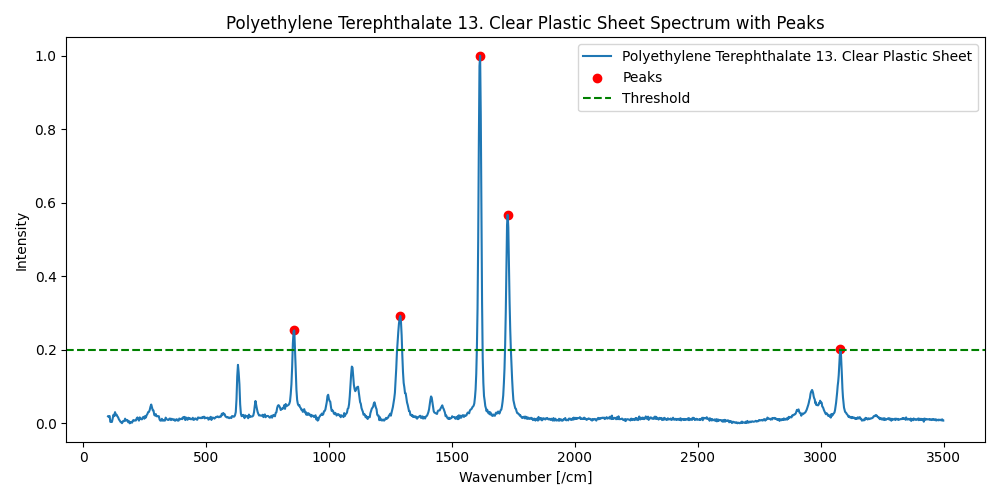 Polyethylene Terephthalate 13. Clear Plastic Sheet Spectrum with Peaks
Polyethylene Terephthalate 13. Clear Plastic Sheet
Peaks
Threshold
Intensity
1.0
0.8
0.6
0.4
0.2
0.0
0 500 1000 1500 2000 2500 3000 3500
Wavenumber [/cm]